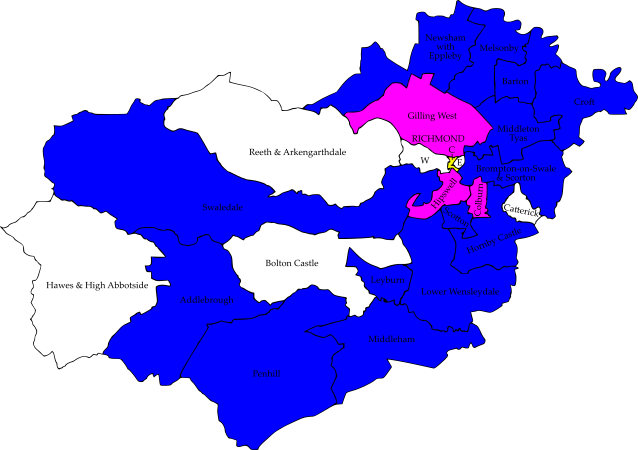 Newsham
with
Eppleby
Melsonby
Barton
Croft
Gilling West
Middleton
Tyas
RICHMOND
C
W
E
Reeth & Arkengarthdale
Brompton-on-Swale
& Scorton
Hipswell
Colburn
Catterick
Swaledale
Hornby Castle
Bolton Castle
Leyburn
Hawes & High Abbotside
Addlebrough
Lower Wensleydale
Middleham
Penhill